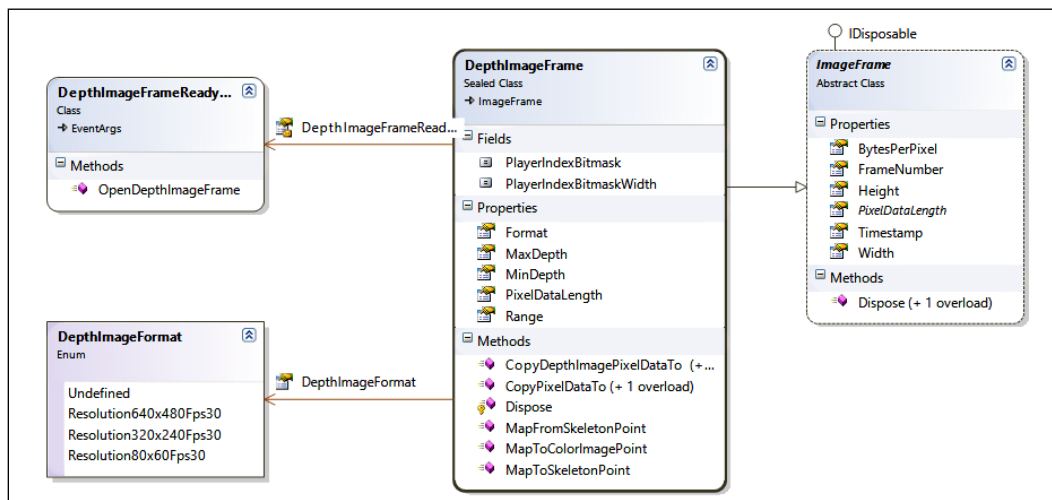 DepthImageFrameReady...
Class
EventArgs
Methods
OpenDepthImageFrame
DepthImageFrameRead...
DepthImageFormat
Enum
Undefined
Resolution640x480Fps30
Resolution320x240Fps30
Resolution80x60Fps30
DepthImageFormat
DepthImageFrame
Sealed Class
ImageFrame
Fields
PlayerIndexBitmask
PlayerIndexBitmaskWidth
Properties
Format
MaxDepth
MinDepth
PixelDataLength
Range
Methods
CopyDepthImagePixelDataTo (+...
CopyPixelDataTo (+ 1 overload)
Dispose
MapFromSkeletonPoint
MapToColorImagePoint
MapToSkeletonPoint
IDisposable
ImageFrame
Abstract Class
Properties
BytesPerPixel
FrameNumber
Height
PixelDataLength
Timestamp
Width
Methods
Dispose (+ 1 overload)